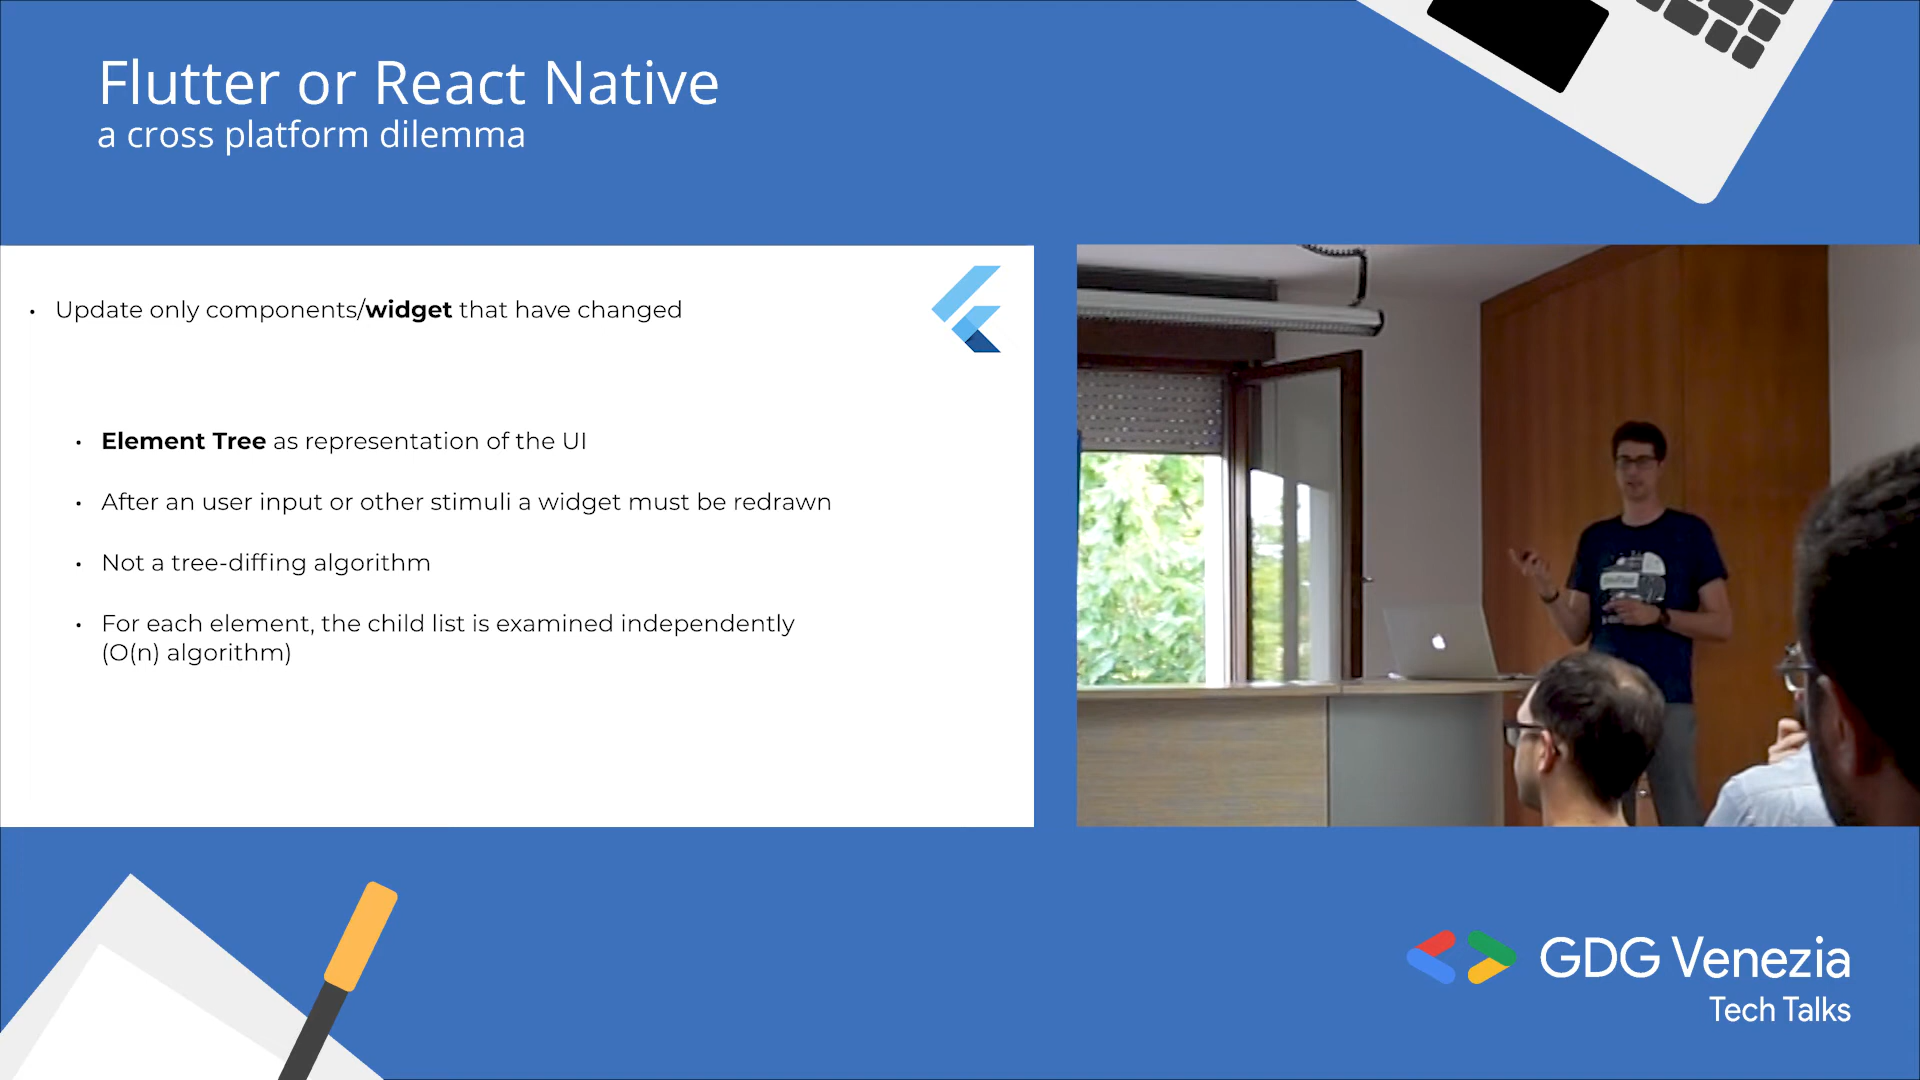 Flutter or React Native
a cross platform dilemma
• Update only components/widget that have changed
• Element Tree as representation of the UI
• After an user input or other stimuli a widget must be redrawn
• Not a tree-diffing algorithm
• For each element, the child list is examined independently
(O(n) algorithm)
GDG Venezia
Tech Talks